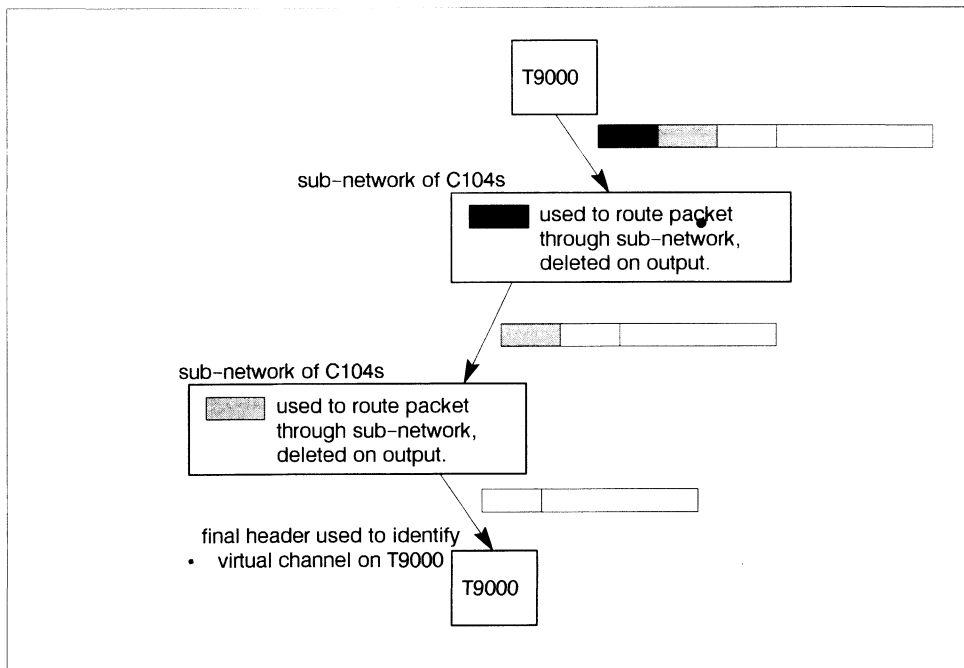 T9000
sub-network of C104s
used to route packet
through sub-network,
deleted on output.
sub-network of C104s
used to route packet
through sub-network,
deleted on output.
final header used to identify
virtual channel on T9000
T9000